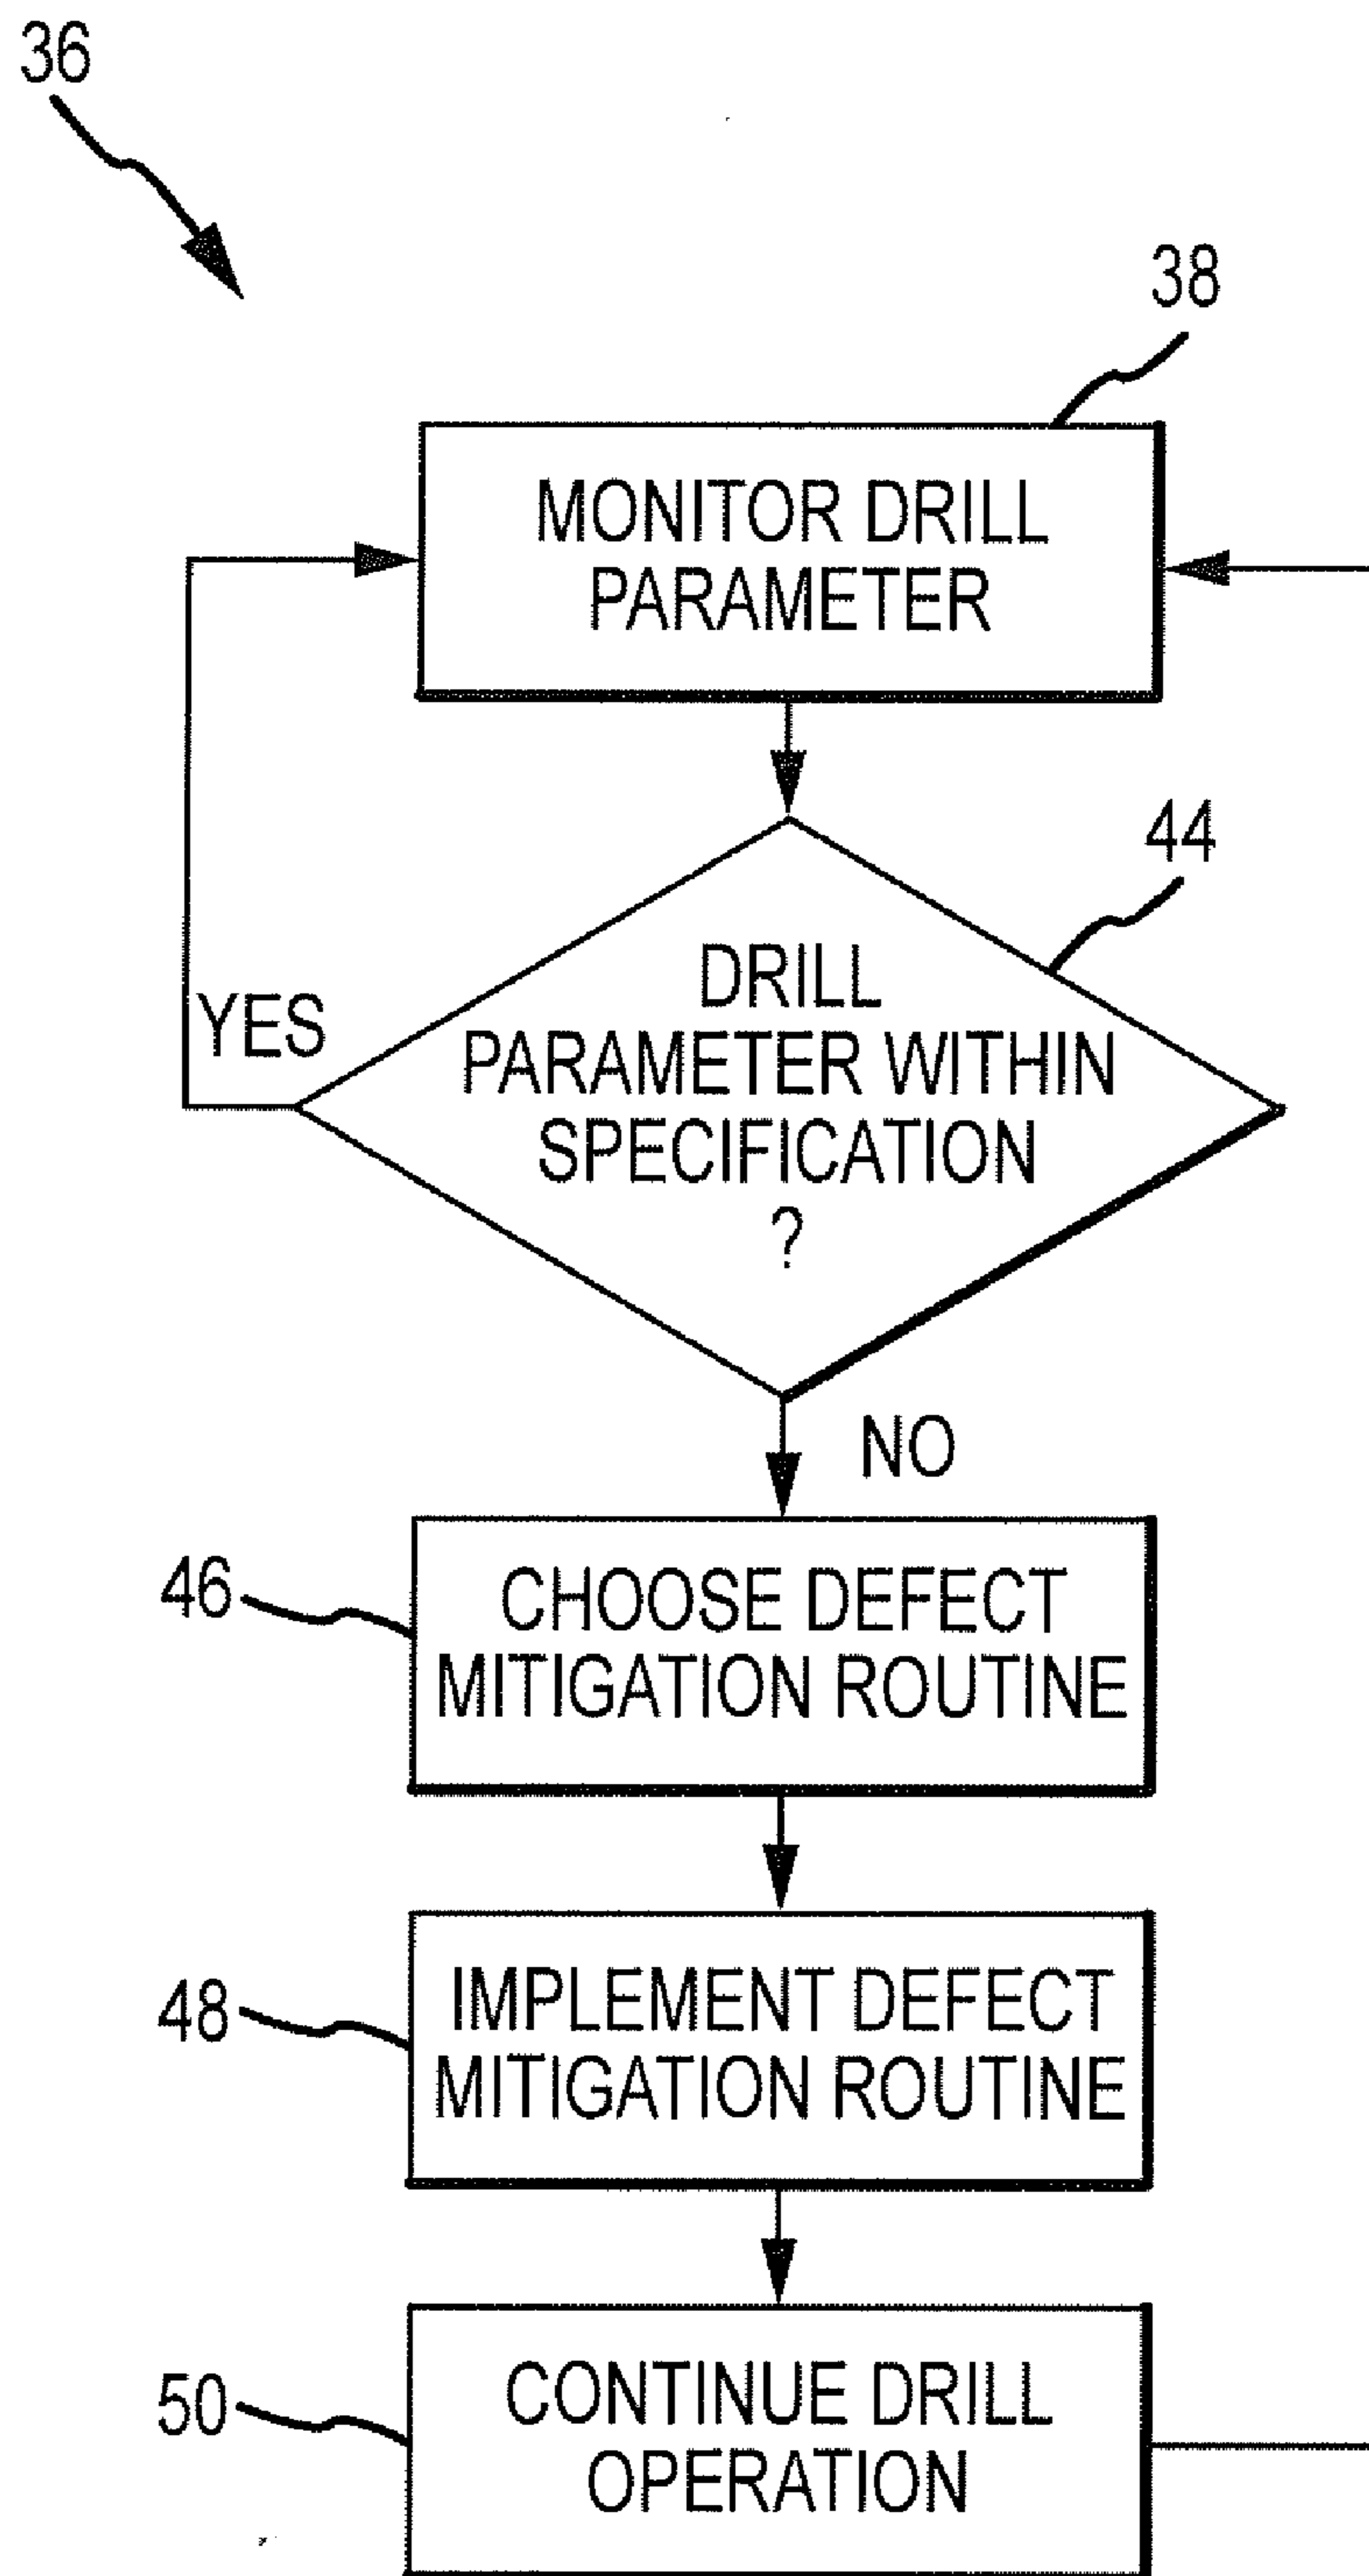 36
38
MONITOR DRILL
PARAMETER
44
DRILL
PARAMETER WITHIN
SPECIFICATION
?
YES
NO
46
CHOOSE DEFECT
MITIGATION ROUTINE
48
IMPLEMENT DEFECT
MITIGATION ROUTINE
50
CONTINUE DRILL
OPERATION